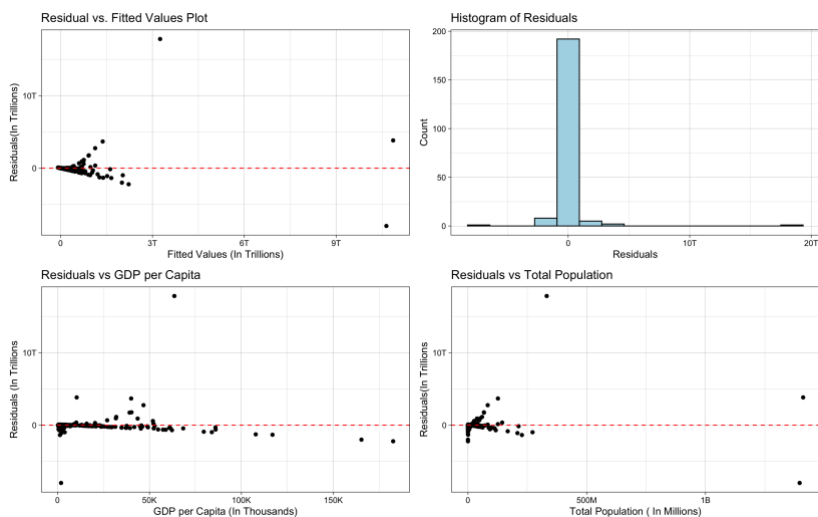 Residual vs. Fitted Values Plot
Residuals(In Trillions)
10T
0
0
3T
6T
9T
Fitted Values (In Trillions)
Histogram of Residuals
Count
200
150
100
50
0
0
10T
20T
Residuals
Residuals vs GDP per Capita
Residuals (In Trillions
10T
0
0
50K
100K
150K
GDP per Capita (In Thousands)
Residuals vs Total Population
Residuals(In Trillions
10T
0
0
500M
1B
Total Population ( In Millions)